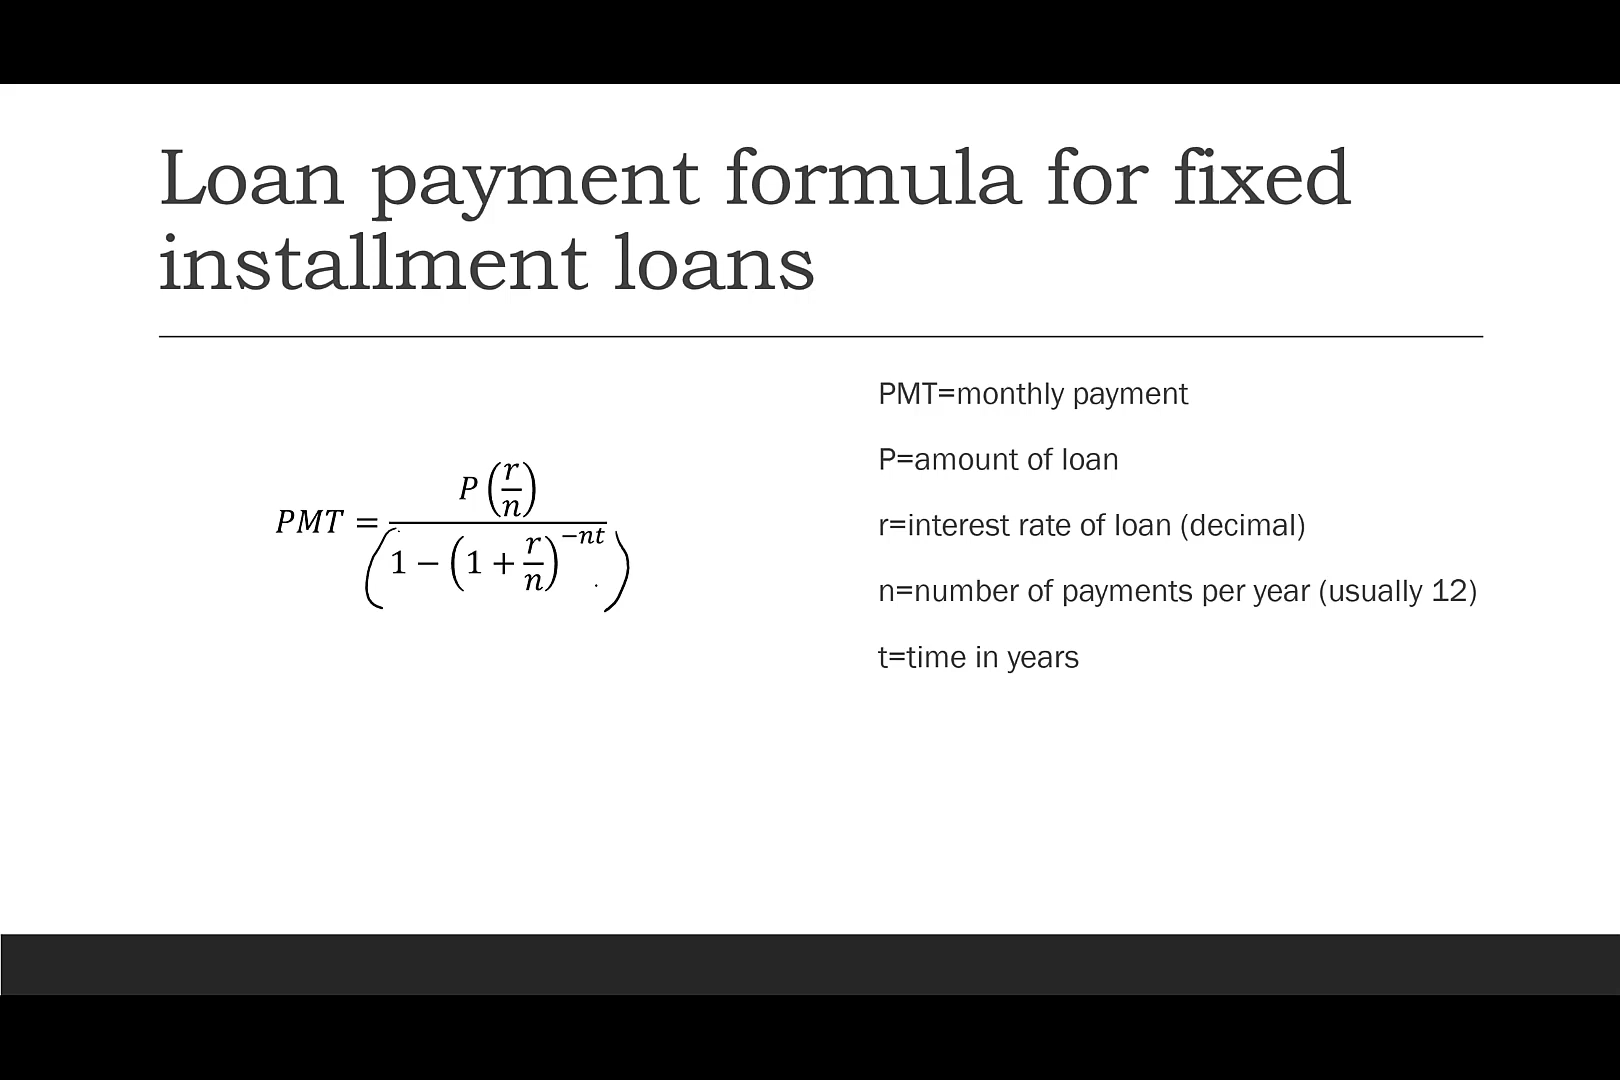 Loan payment formula for fixed
installment loans
PMT=monthly payment
P=amount of loan
PMT = P(r/n) / (1 − (1 + r/n)^−nt)
r=interest rate of loan (decimal)
n=number of payments per year (usually 12)
t=time in years